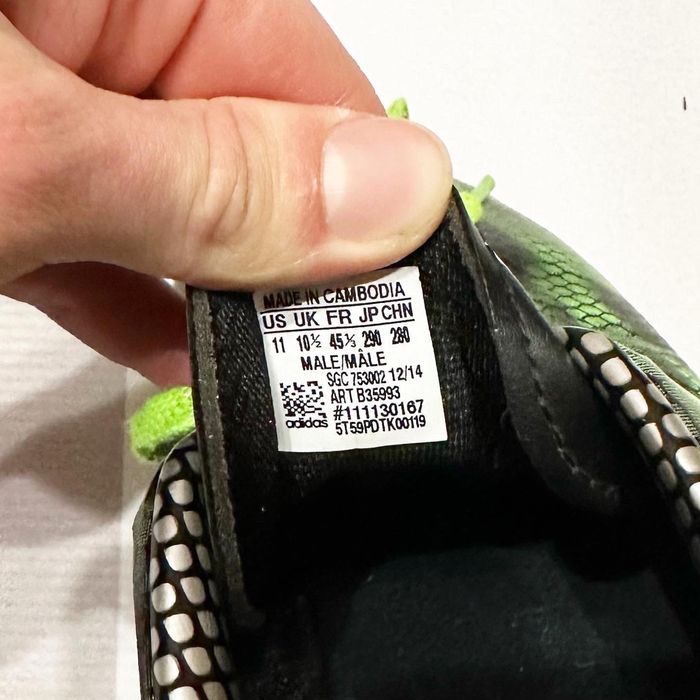 MADE IN CAMBODIA
US UK FR JP CHN
11 10½ 45⅓ 290 280
MALE/MÂLE
SGC 753002 12/14
ART B35993
#111130167
adidas 5T59PDTK00119